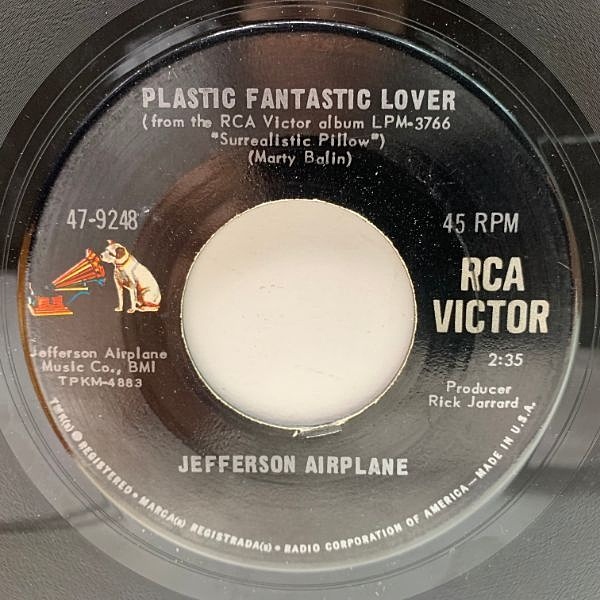 PLASTIC FANTASTIC LOVER
(from the RCA Victor album LPM-3766
"Surrealistic Pillow")
(Marty Balin)
47-9248
45 RPM
RCA
VICTOR
Jefferson Airplane
Music Co., BMI
TPKM-4883
2:35
Producer
Rick Jarrard
JEFFERSON AIRPLANE
TMK(s) ® REGISTERED • MARCA(s) REGISTRADA(s) • RADIO CORPORATION OF AMERICA — MADE IN U.S.A.